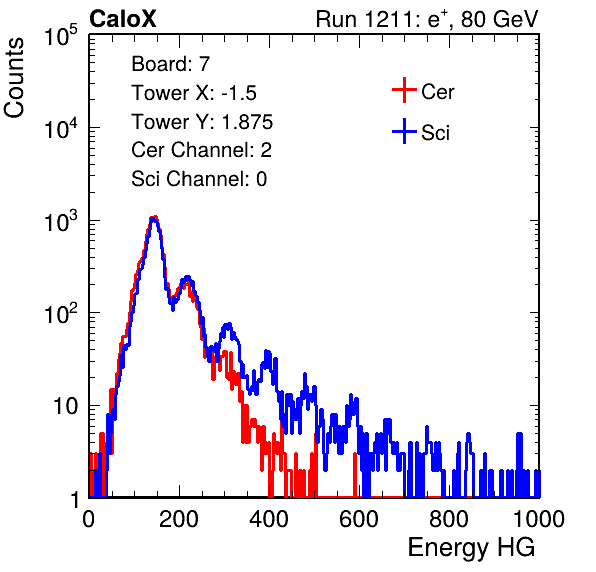 CaloX Run 1211: e⁺, 80 GeV
Counts
10⁵
10⁴
10³
10²
10
1
Board: 7
Tower X: -1.5
Tower Y: 1.875
Cer Channel: 2
Sci Channel: 0
Cer
Sci
0 200 400 600 800 1000
Energy HG